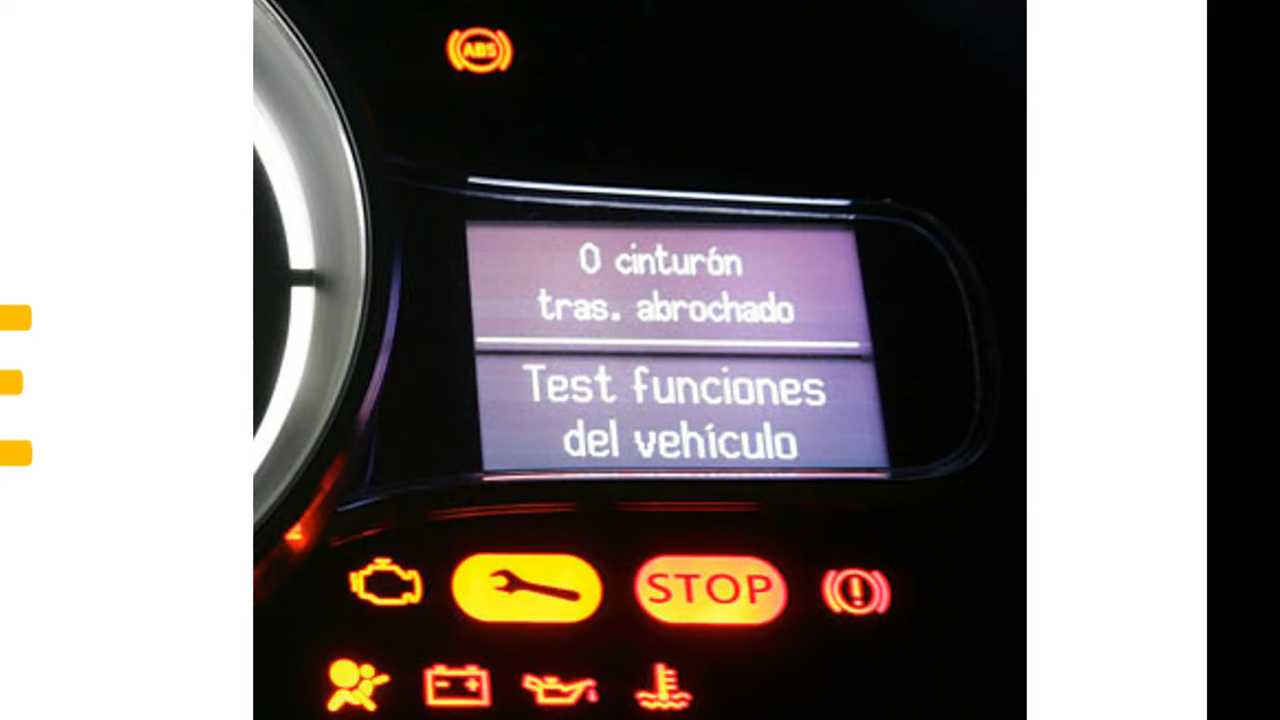 ABS
0 cinturón
tras. abrochado
Test funciones
del vehículo
STOP